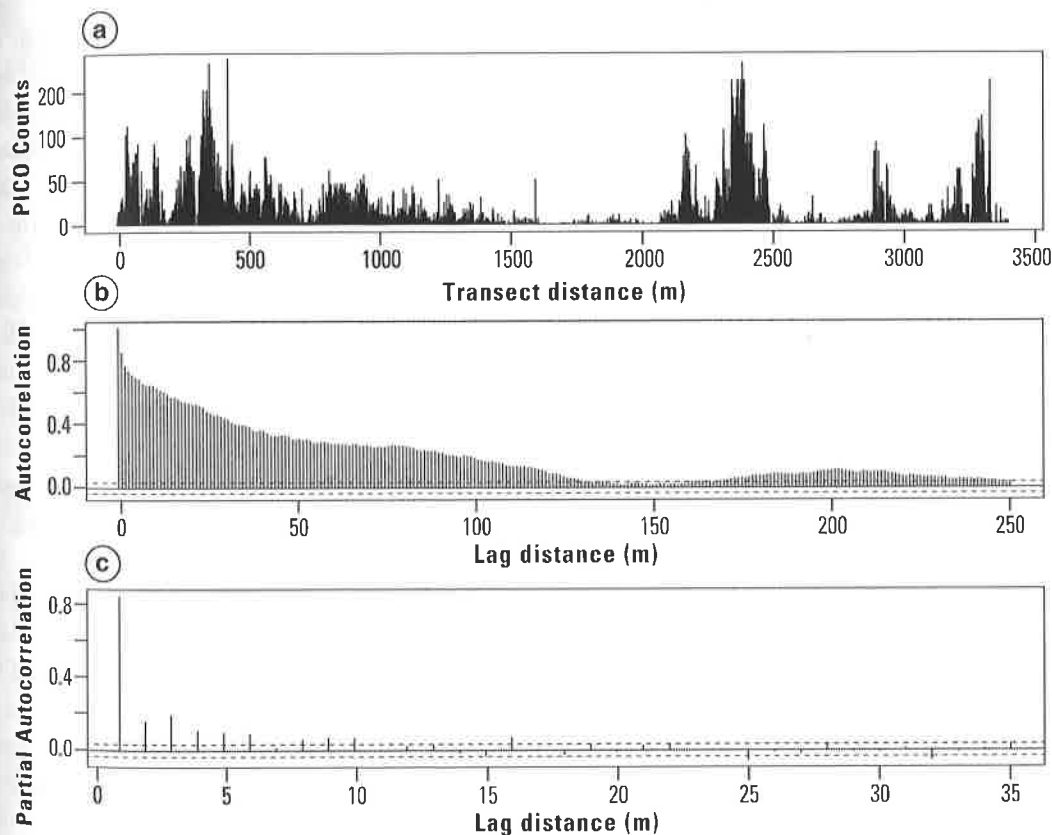 a
PICO Counts
200
100
50
0
0 500 1000 1500 2000 2500 3000 3500
Transect distance (m)
b
Autocorrelation
0.8
0.4
0.0
0 50 100 150 200 250
Lag distance (m)
c
Partial Autocorrelation
0.8
0.4
0.0
0 5 10 15 20 25 30 35
Lag distance (m)